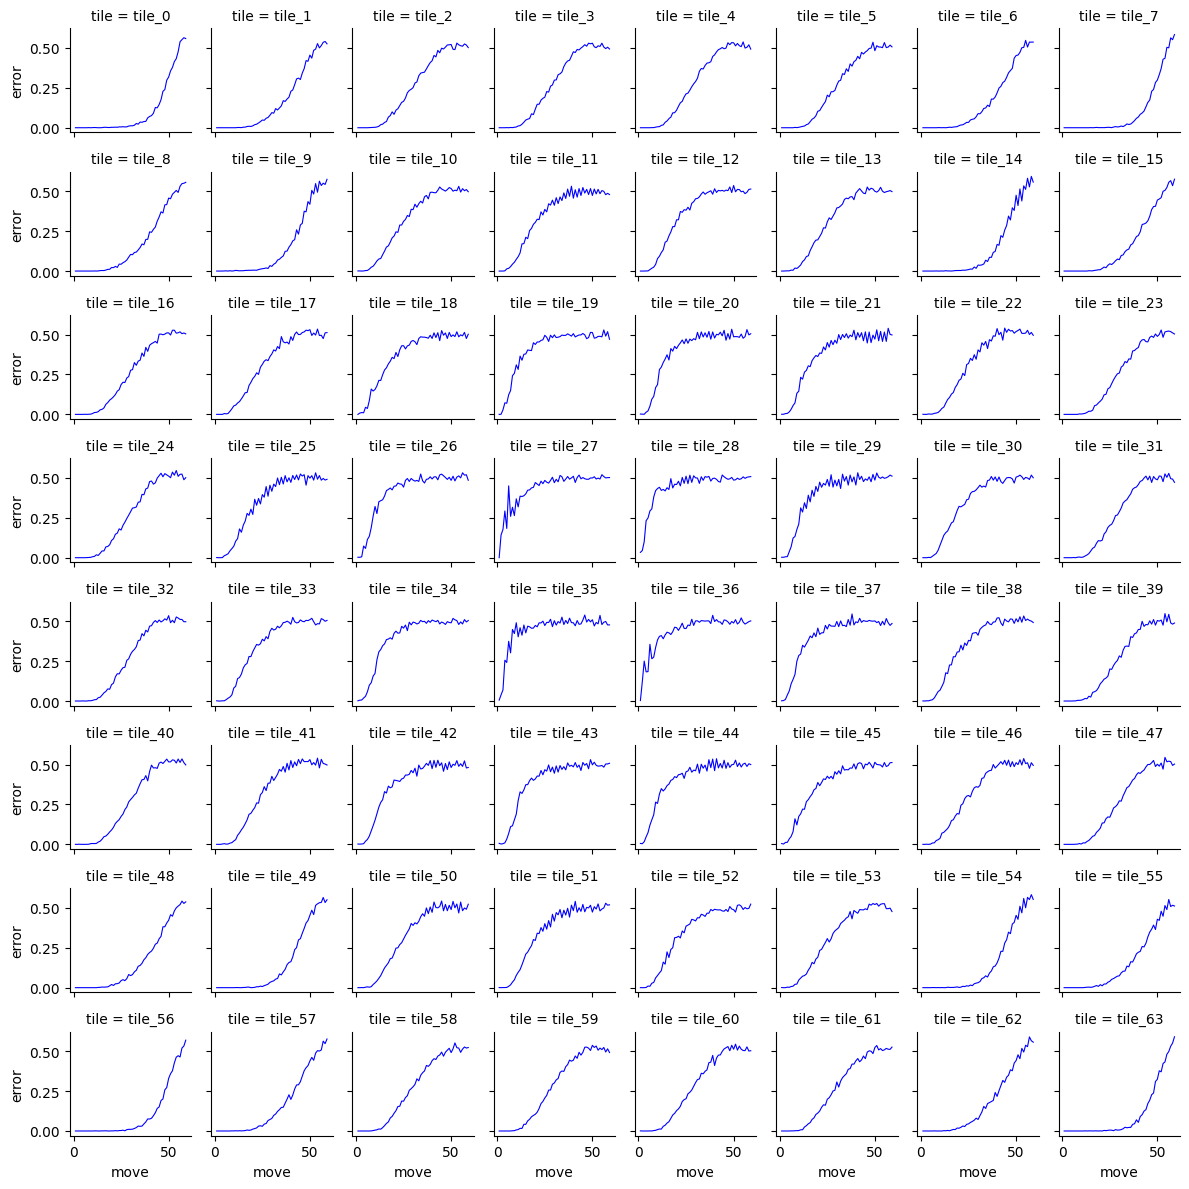 tile = tile_0 tile = tile_1 tile = tile_2 tile = tile_3 tile = tile_4 tile = tile_5 tile = tile_6 tile = tile_7
0.50
0.25
0.00
error
tile = tile_8 tile = tile_9 tile = tile_10 tile = tile_11 tile = tile_12 tile = tile_13 tile = tile_14 tile = tile_15
0.50
0.25
0.00
error
tile = tile_16 tile = tile_17 tile = tile_18 tile = tile_19 tile = tile_20 tile = tile_21 tile = tile_22 tile = tile_23
0.50
0.25
0.00
error
tile = tile_24 tile = tile_25 tile = tile_26 tile = tile_27 tile = tile_28 tile = tile_29 tile = tile_30 tile = tile_31
0.50
0.25
0.00
error
tile = tile_32 tile = tile_33 tile = tile_34 tile = tile_35 tile = tile_36 tile = tile_37 tile = tile_38 tile = tile_39
0.50
0.25
0.00
error
tile = tile_40 tile = tile_41 tile = tile_42 tile = tile_43 tile = tile_44 tile = tile_45 tile = tile_46 tile = tile_47
0.50
0.25
0.00
error
tile = tile_48 tile = tile_49 tile = tile_50 tile = tile_51 tile = tile_52 tile = tile_53 tile = tile_54 tile = tile_55
0.50
0.25
0.00
error
tile = tile_56 tile = tile_57 tile = tile_58 tile = tile_59 tile = tile_60 tile = tile_61 tile = tile_62 tile = tile_63
0.50
0.25
0.00
error
0 50 0 50 0 50 0 50 0 50 0 50 0 50 0 50
move move move move move move move move